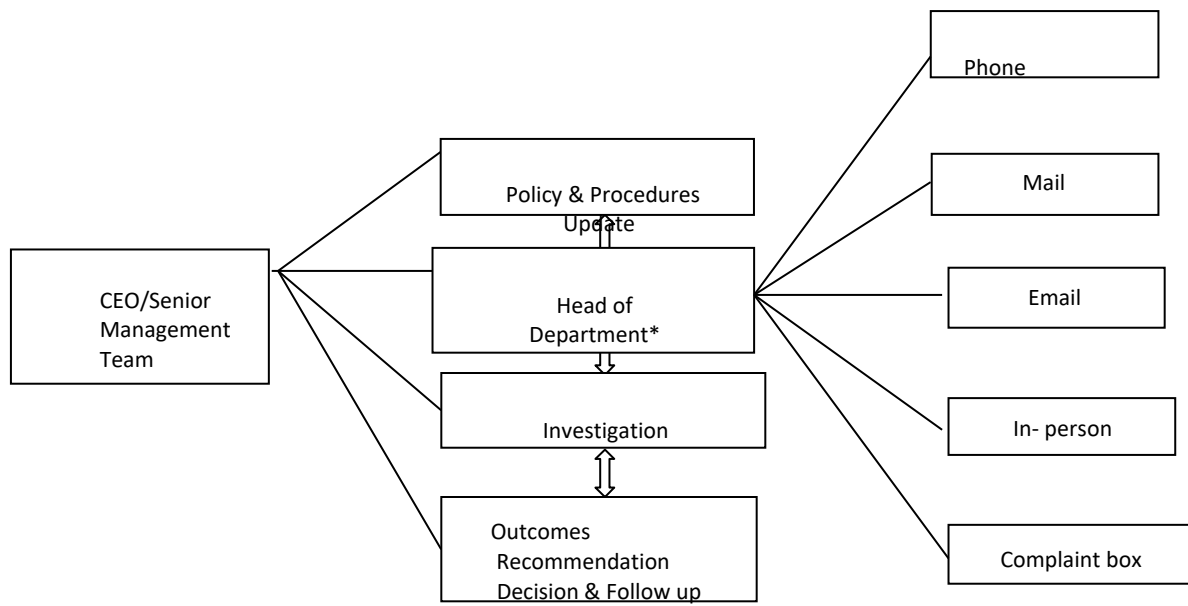 CEO/Senior
Management
Team
Policy & Procedures
Update
Head of
Department*
Investigation
Outcomes
Recommendation
Decision & Follow up
Phone
Mail
Email
In- person
Complaint box